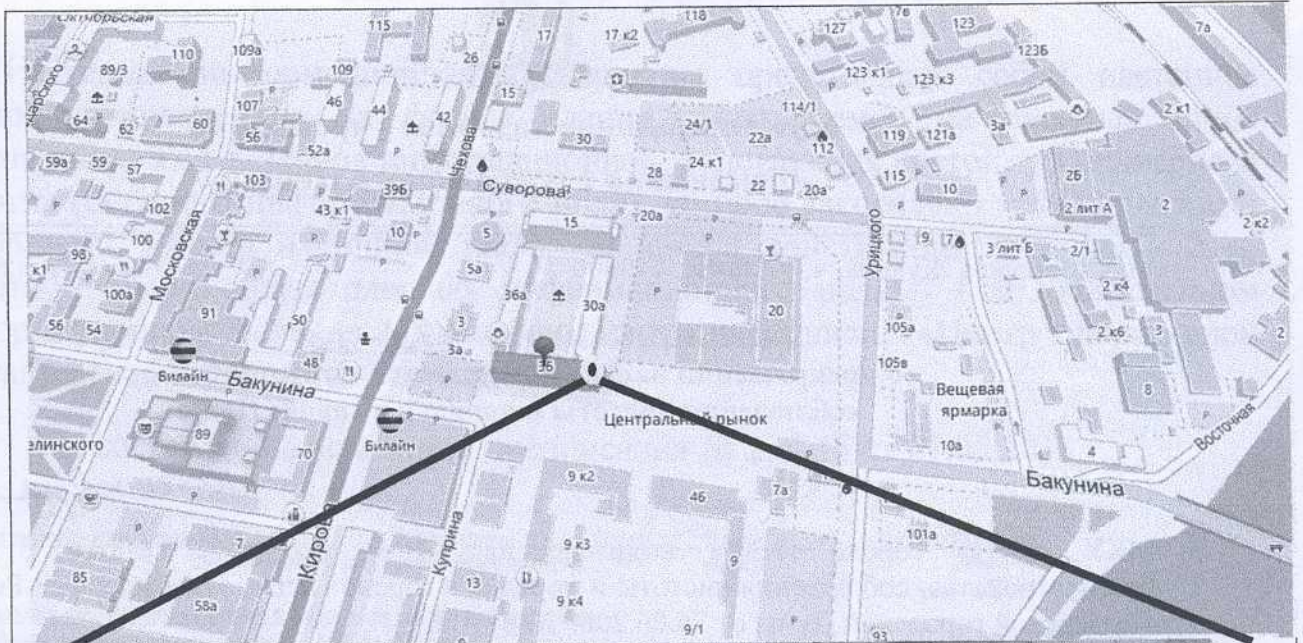 Октябрьская
115
118
127
7в
123
7а
110
109а
26
17
17 к2
123Б
89/3
109
123 к1
123 к3
46
44
42
15
107
114/1
2 к1
64
62
60
56
52а
30
24/1
22а
119
121а
3а
112
Чехова
59а
59
57
103
39Б
28
24 к1
22
20а
115
10
2Б
2
Суворова
102
43 к1
10
5
15
20а
2 лит А
2 к2
Московская
100
98
к1
100а
5а
36а
30а
Урицкого
9
7
3 лит Б
2/1
2 к4
56
54
91
50
3
20
105а
2 к6
3
2
48
3а
36
105в
8
Билайн
Бакунина
Вещевая
ярмарка
Билайн
Центральный рынок
Восточная
89
70
10а
4
Бакунина
9 к2
46
7а
101а
7
Кирова
Куприна
9 к3
9
85
58а
13
9 к4
9/1
93